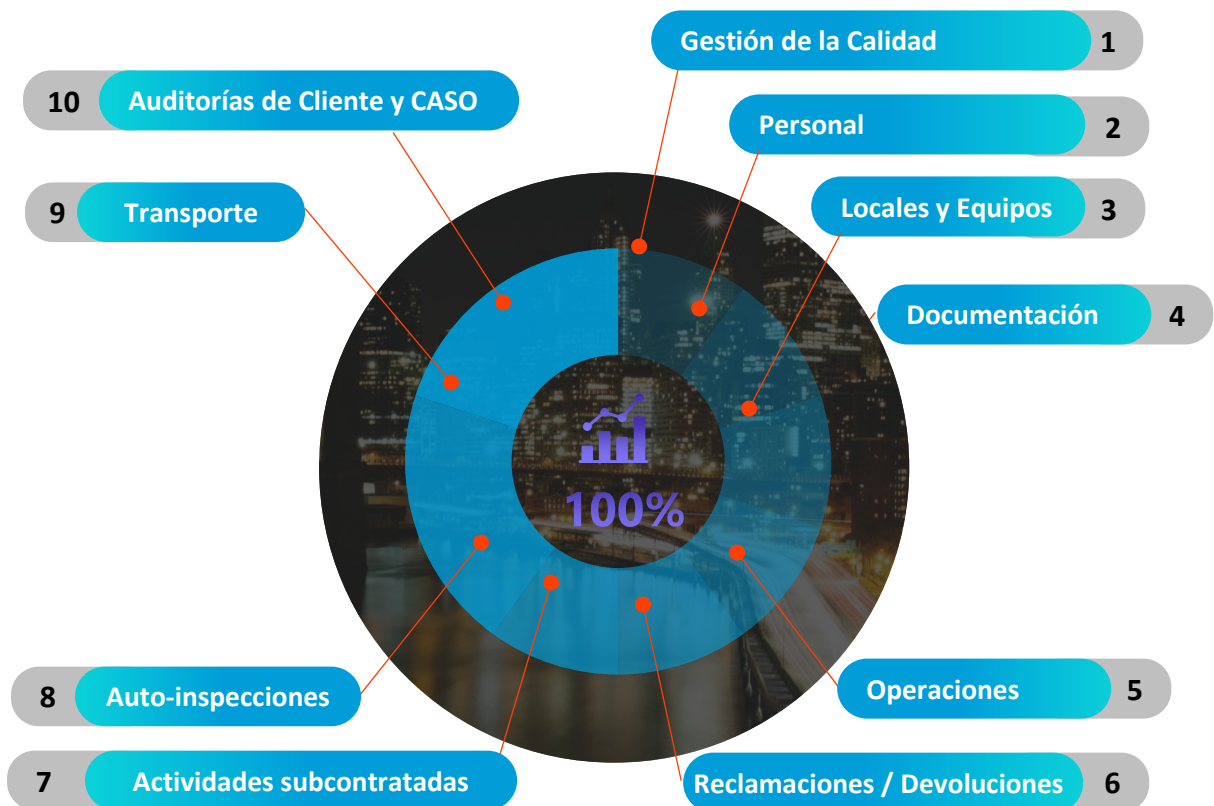 Gestión de la Calidad 1
10 Auditorías de Cliente y CASO
Personal 2
9 Transporte
Locales y Equipos 3
Documentación 4
100%
8 Auto-inspecciones
Operaciones 5
7 Actividades subcontratadas
Reclamaciones / Devoluciones 6